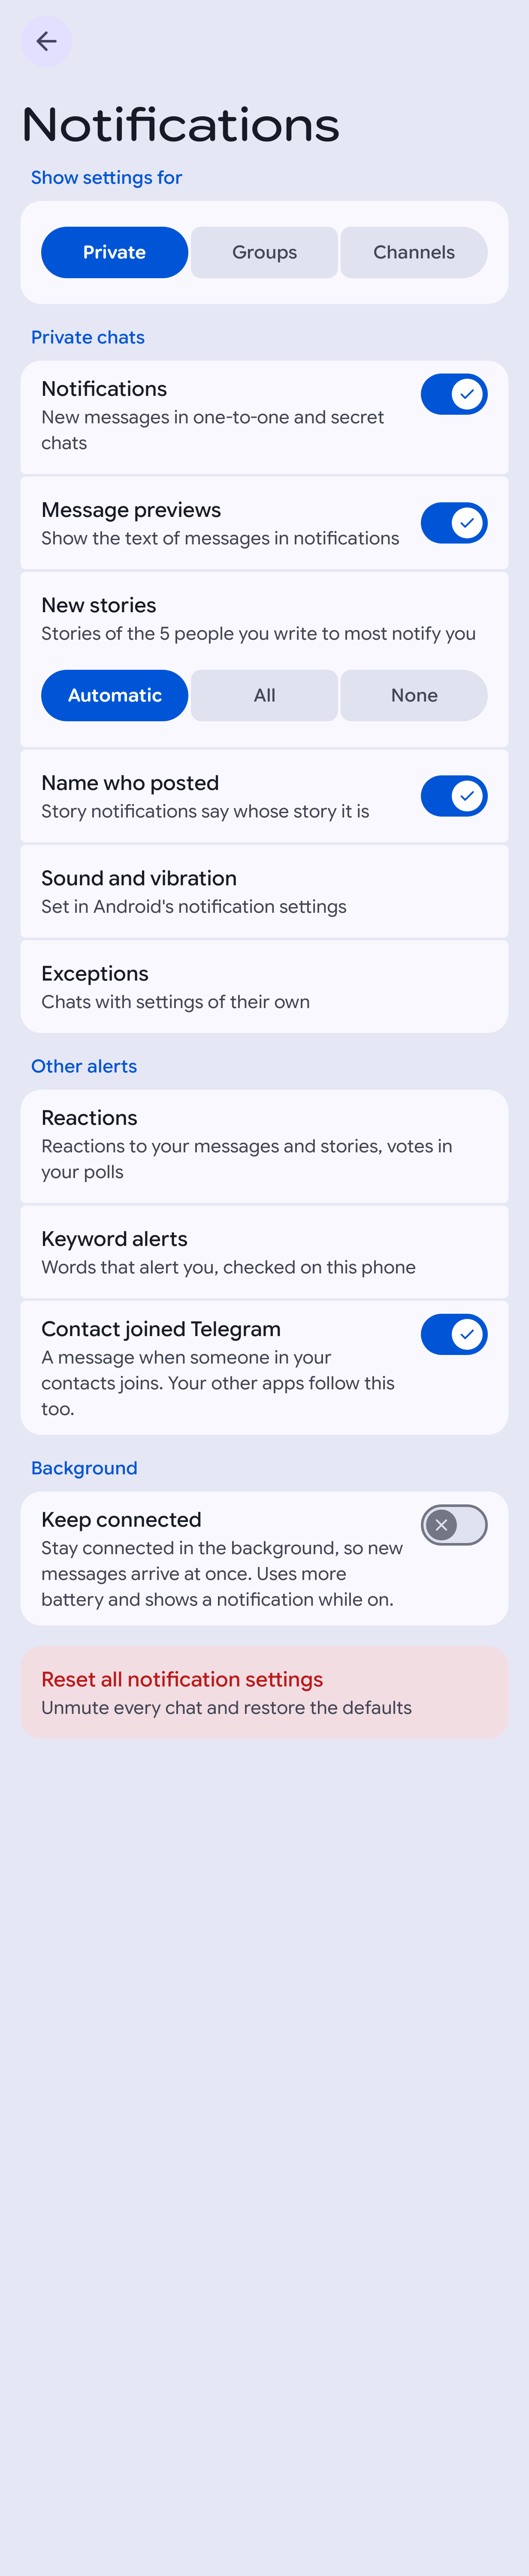 Notifications
Show settings for
Private
Groups
Channels
Private chats
Notifications
New messages in one-to-one and secret
chats
Message previews
Show the text of messages in notifications
New stories
Stories of the 5 people you write to most notify you
Automatic
All
None
Name who posted
Story notifications say whose story it is
Sound and vibration
Set in Android's notification settings
Exceptions
Chats with settings of their own
Other alerts
Reactions
Reactions to your messages and stories, votes in
your polls
Keyword alerts
Words that alert you, checked on this phone
Contact joined Telegram
A message when someone in your
contacts joins. Your other apps follow this
too.
Background
Keep connected
Stay connected in the background, so new
messages arrive at once. Uses more
battery and shows a notification while on.
Reset all notification settings
Unmute every chat and restore the defaults